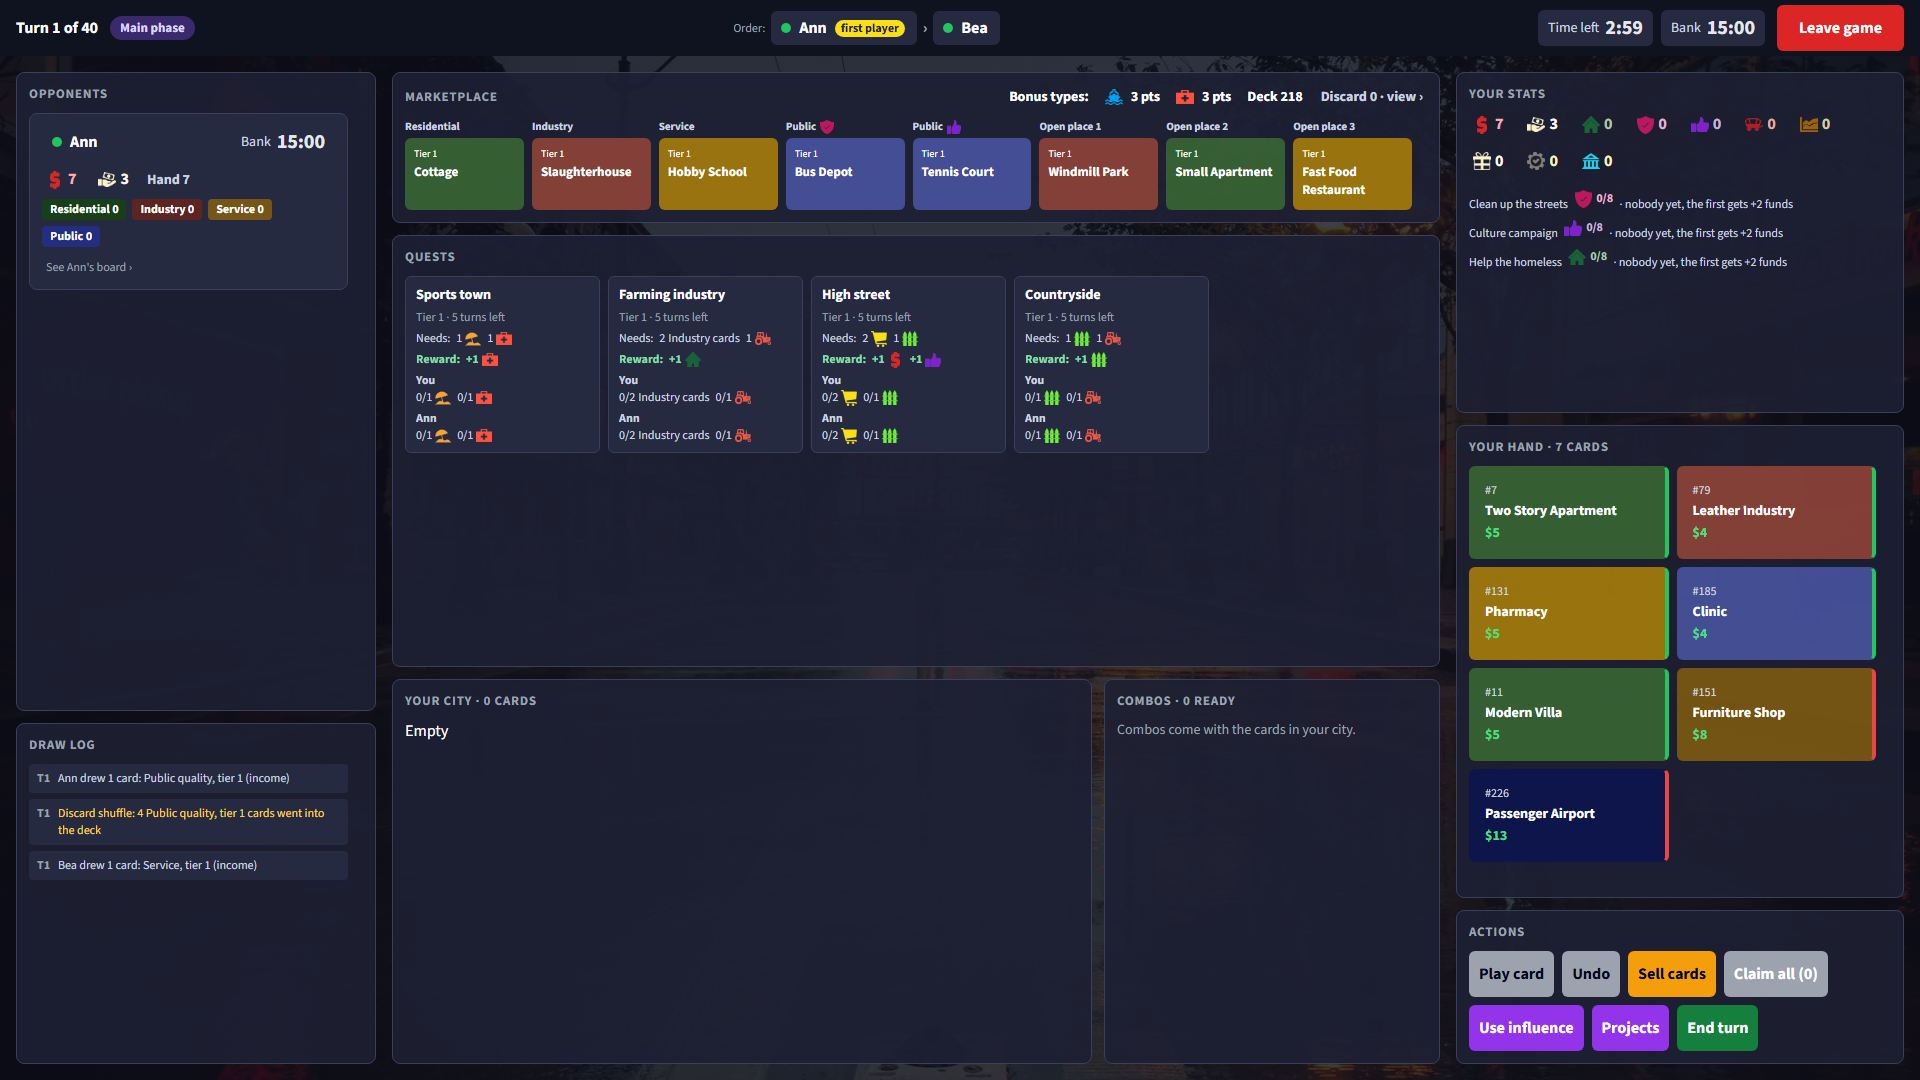 Turn 1 of 40
Main phase
Order:
Ann first player
›
Bea
Time left 2:59
Bank 15:00
Leave game
OPPONENTS
Ann
Bank 15:00
7
3
Hand 7
Residential 0
Industry 0
Service 0
Public 0
See Ann's board ›
DRAW LOG
T1 Ann drew 1 card: Public quality, tier 1 (income)
T1 Discard shuffle: 4 Public quality, tier 1 cards went into
the deck
T1 Bea drew 1 card: Service, tier 1 (income)
MARKETPLACE
Bonus types: 3 pts 3 pts Deck 218 Discard 0 · view ›
Residential
Tier 1
Cottage
Industry
Tier 1
Slaughterhouse
Service
Tier 1
Hobby School
Public
Tier 1
Bus Depot
Public
Tier 1
Tennis Court
Open place 1
Tier 1
Windmill Park
Open place 2
Tier 1
Small Apartment
Open place 3
Tier 1
Fast Food
Restaurant
QUESTS
Sports town
Tier 1 · 5 turns left
Needs: 1 1
Reward: +1
You
0/1 0/1
Ann
0/1 0/1
Farming industry
Tier 1 · 5 turns left
Needs: 2 Industry cards 1
Reward: +1
You
0/2 Industry cards 0/1
Ann
0/2 Industry cards 0/1
High street
Tier 1 · 5 turns left
Needs: 2 1
Reward: +1 +1
You
0/2 0/1
Ann
0/2 0/1
Countryside
Tier 1 · 5 turns left
Needs: 1 1
Reward: +1
You
0/1 0/1
Ann
0/1 0/1
YOUR CITY · 0 CARDS
Empty
COMBOS · 0 READY
Combos come with the cards in your city.
YOUR STATS
7 3 0 0 0 0 0
0 0 0
Clean up the streets 0/8 · nobody yet, the first gets +2 funds
Culture campaign 0/8 · nobody yet, the first gets +2 funds
Help the homeless 0/8 · nobody yet, the first gets +2 funds
YOUR HAND · 7 CARDS
#7
Two Story Apartment
$5
#79
Leather Industry
$4
#131
Pharmacy
$5
#185
Clinic
$4
#11
Modern Villa
$5
#151
Furniture Shop
$8
#226
Passenger Airport
$13
ACTIONS
Play card
Undo
Sell cards
Claim all (0)
Use influence
Projects
End turn